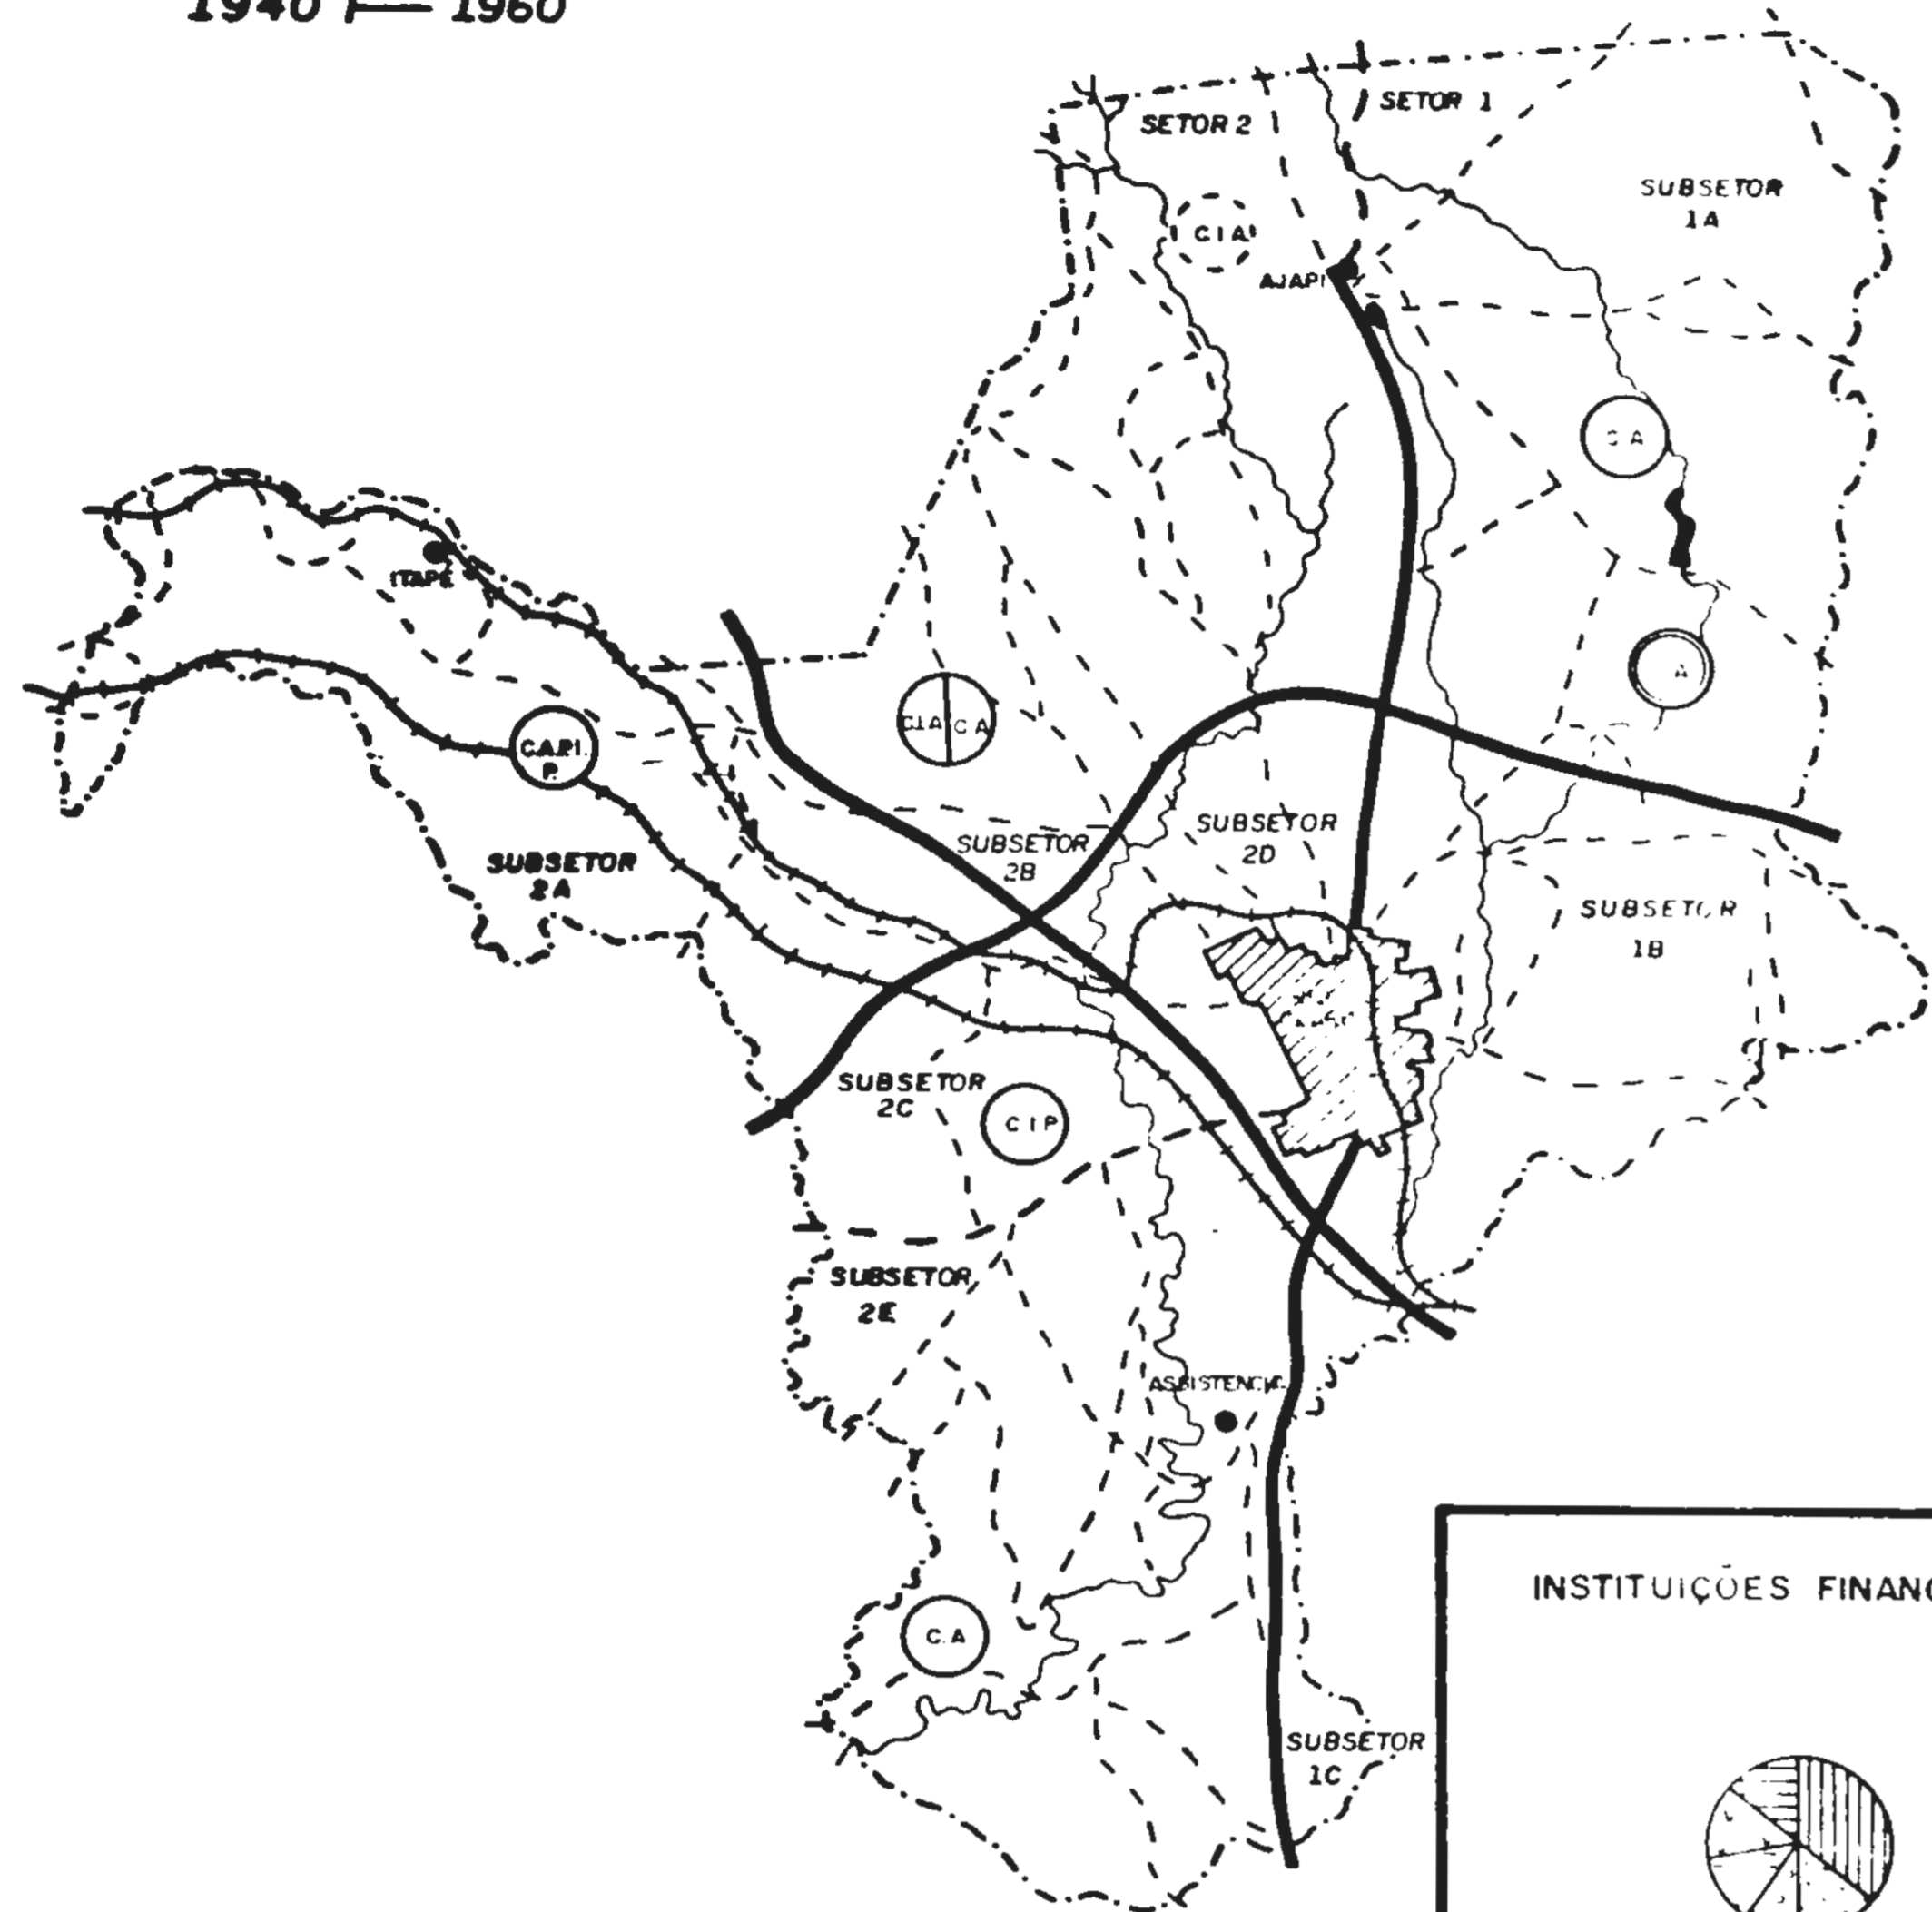 1940 ⊢ 1960
SETOR 2
SETOR 1
SUBSETOR
1A
C I A
AJAPI
C A
ITAPÉ
A
C.I.A
C A
CAPI.
P.
SUBSETOR
2D
SUBSETOR
2B
SUBSETOR
2A
SUBSETOR
1B
SUBSETOR
2C
C I P
SUBSETOR
2E
ASSISTENCIA
INSTITUIÇÕES FINANC
C.A
SUBSETOR
1C